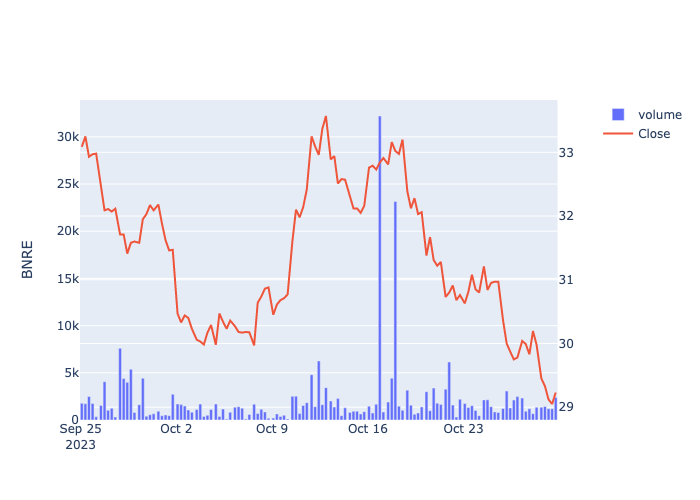 volume
Close
30k
25k
20k
15k
10k
5k
0
33
32
31
30
29
BNRE
Sep 25
2023
Oct 2
Oct 9
Oct 16
Oct 23